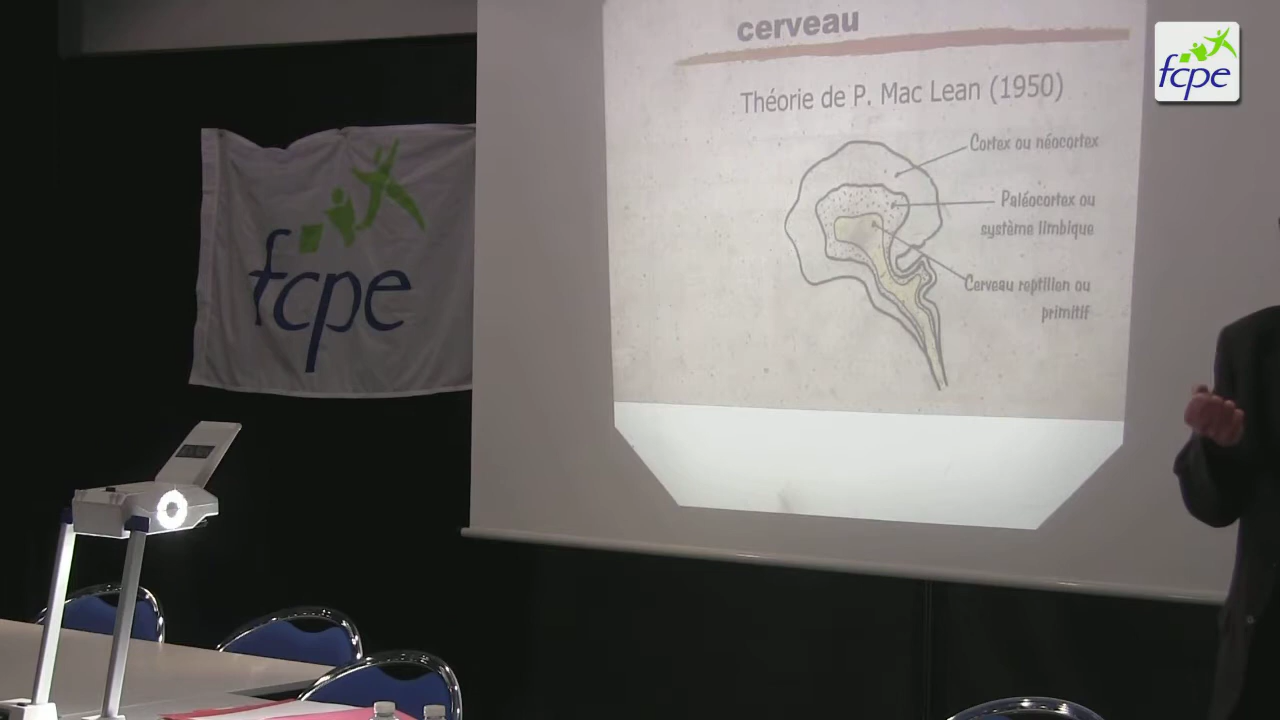 cerveau
Théorie de P. Mac Lean (1950)
Cortex ou néocortex
Paléocortex ou
système limbique
Cerveau reptilien ou
primitif
fcpe
fcpe